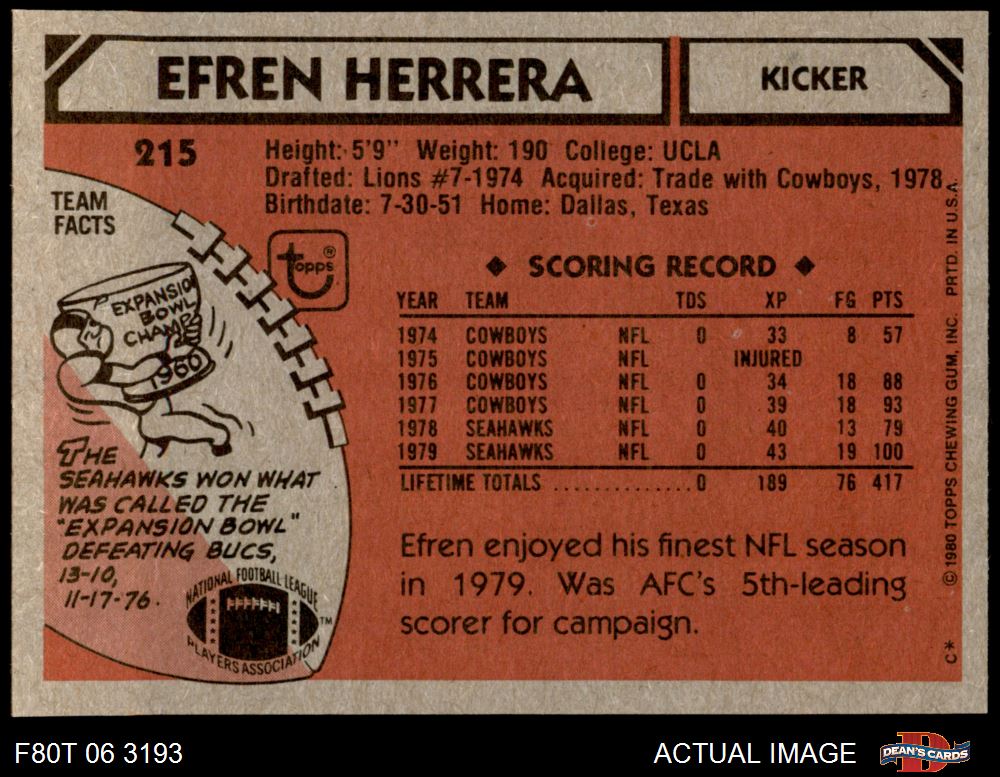 EFREN HERRERA
KICKER
215
Height: 5'9" Weight: 190 College: UCLA
Drafted: Lions #7-1974 Acquired: Trade with Cowboys, 1978
Birthdate: 7-30-51 Home: Dallas, Texas
TEAM
FACTS
EXPANSION
BOWL
CHAMP
1960
THE
SEAHAWKS WON WHAT
WAS CALLED THE
"EXPANSION BOWL"
DEFEATING BUCS,
13-10,
11-17-76.
NATIONAL FOOTBALL LEAGUE
PLAYERS ASSOCIATION
TM
topps®
◆ SCORING RECORD ◆
YEAR TEAM TDS XP FG PTS
1974 COWBOYS NFL 0 33 8 57
1975 COWBOYS NFL INJURED
1976 COWBOYS NFL 0 34 18 88
1977 COWBOYS NFL 0 39 18 93
1978 SEAHAWKS NFL 0 40 13 79
1979 SEAHAWKS NFL 0 43 19 100
LIFETIME TOTALS ..............0 189 76 417
Efren enjoyed his finest NFL season
in 1979. Was AFC's 5th-leading
scorer for campaign.
C* © 1980 TOPPS CHEWING GUM, INC. PRTD. IN U.S.A.
F80T 06 3193
ACTUAL IMAGE
DEAN'S CARDS